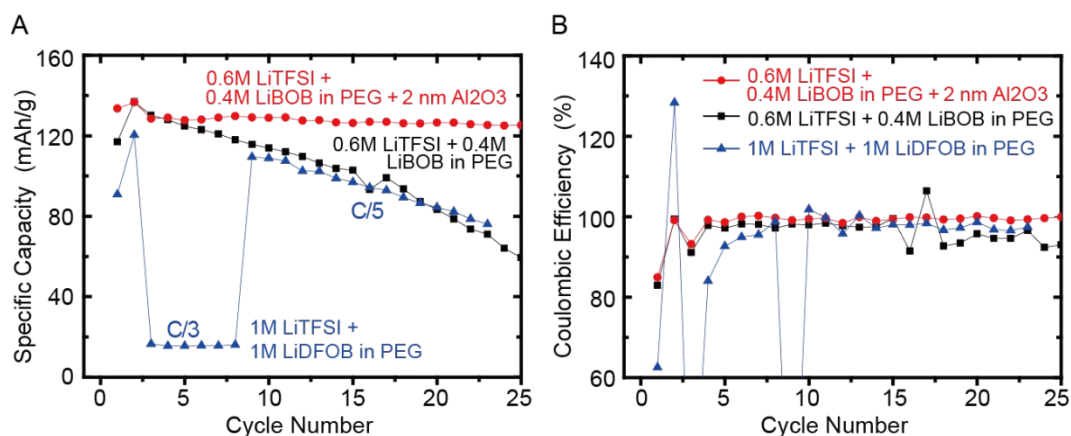 A
Specific Capacity (mAh/g)
160
120
80
40
0
0
5
10
15
20
25
Cycle Number
0.6M LiTFSI +
0.4M LiBOB in PEG + 2 nm Al2O3
0.6M LiTFSI + 0.4M
LiBOB in PEG
C/5
C/3
1M LiTFSI +
1M LiDFOB in PEG
B
Coulombic Efficiency (%)
140
120
100
80
60
0
5
10
15
20
25
Cycle Number
0.6M LiTFSI +
0.4M LiBOB in PEG + 2 nm Al2O3
0.6M LiTFSI + 0.4M LiBOB in PEG
1M LiTFSI + 1M LiDFOB in PEG